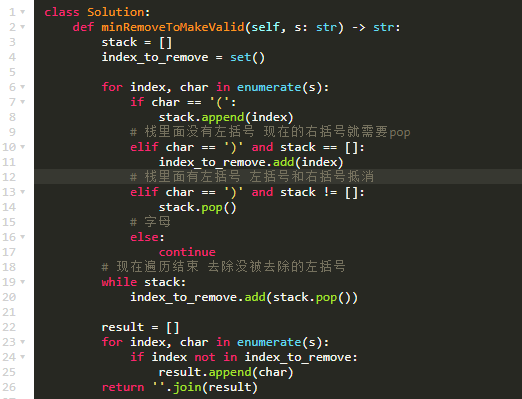 1 class Solution:
2     def minRemoveToMakeValid(self, s: str) -> str:
3         stack = []
4         index_to_remove = set()
5
6         for index, char in enumerate(s):
7             if char == '(':
8                 stack.append(index)
9             # 栈里面没有左括号 现在的右括号就需要pop
10             elif char == ')' and stack == []:
11                 index_to_remove.add(index)
12             # 栈里面有左括号 左括号和右括号抵消
13             elif char == ')' and stack != []:
14                 stack.pop()
15             # 字母
16             else:
17                 continue
18         # 现在遍历结束 去除没被去除的左括号
19         while stack:
20             index_to_remove.add(stack.pop())
21
22         result = []
23         for index, char in enumerate(s):
24             if index not in index_to_remove:
25                 result.append(char)
26         return ''.join(result)